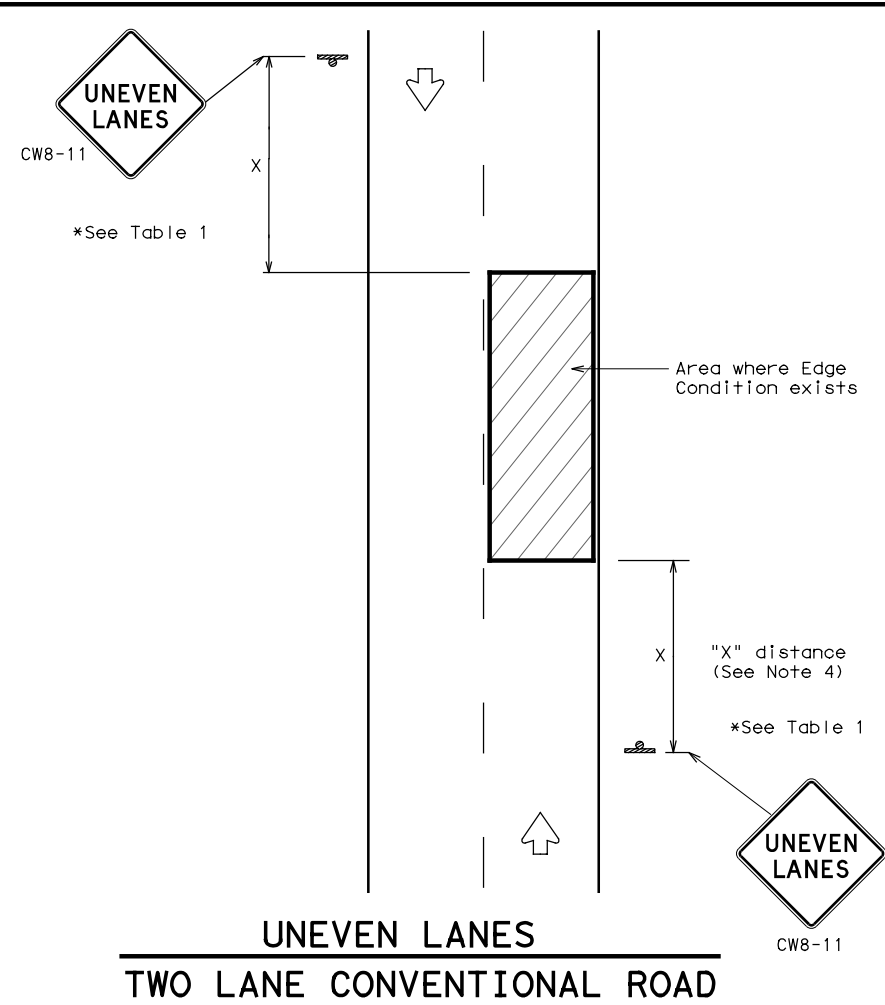 UNEVEN
LANES
CW8-11
X
*See Table 1
Area where Edge
Condition exists
X
"X" distance
(See Note 4)
*See Table 1
UNEVEN
LANES
CW8-11
UNEVEN LANES
TWO LANE CONVENTIONAL ROAD